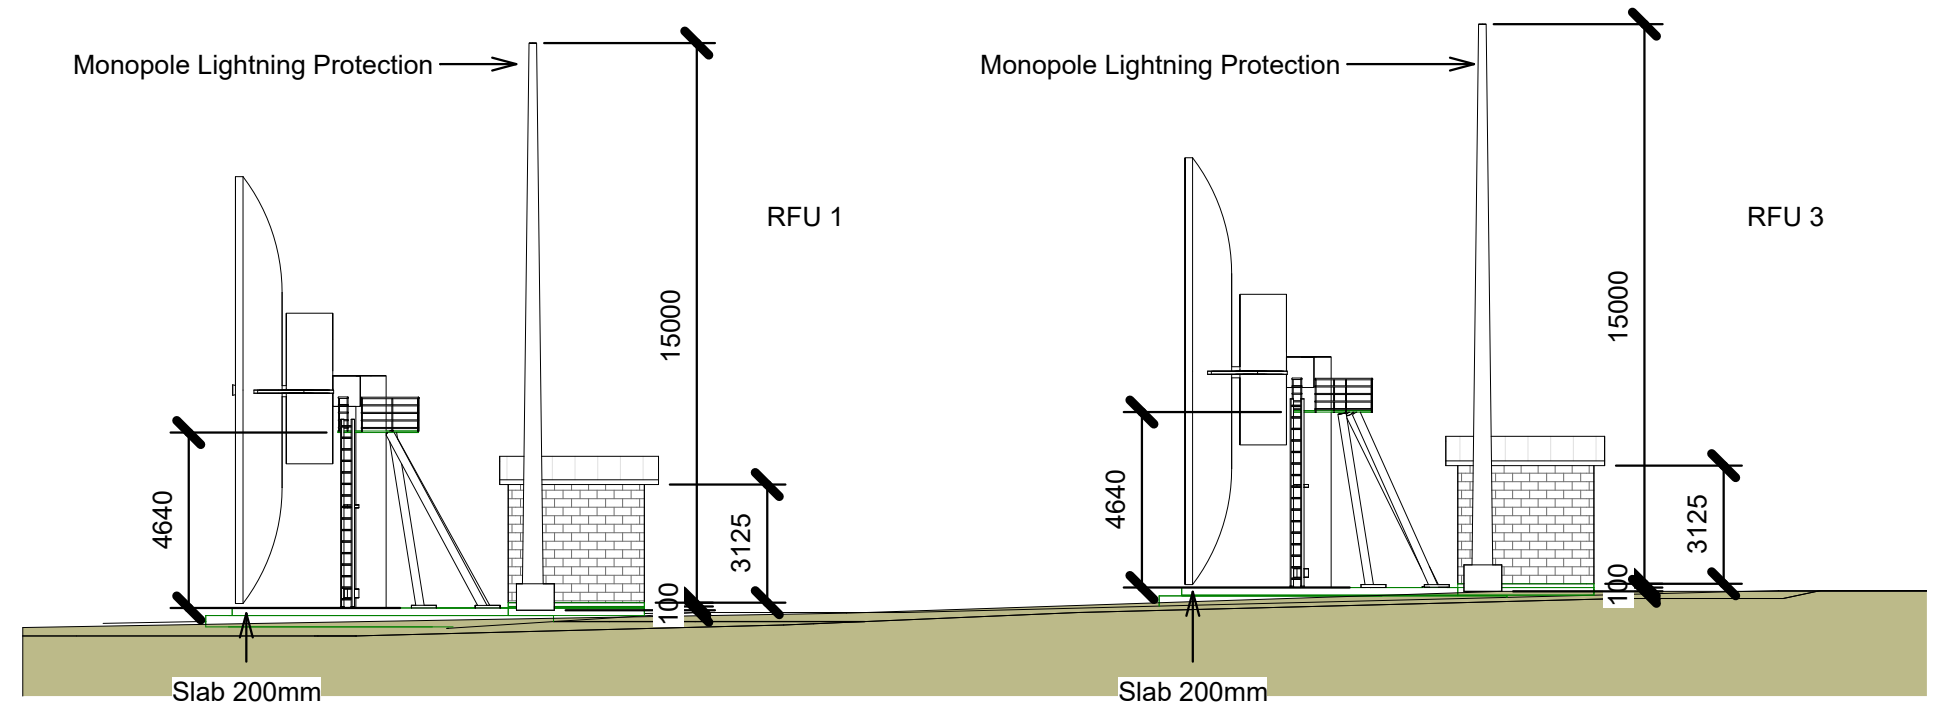 Monopole Lightning Protection
Monopole Lightning Protection
RFU 1
RFU 3
15000
15000
4640
4640
3125
3125
100
100
Slab 200mm
Slab 200mm